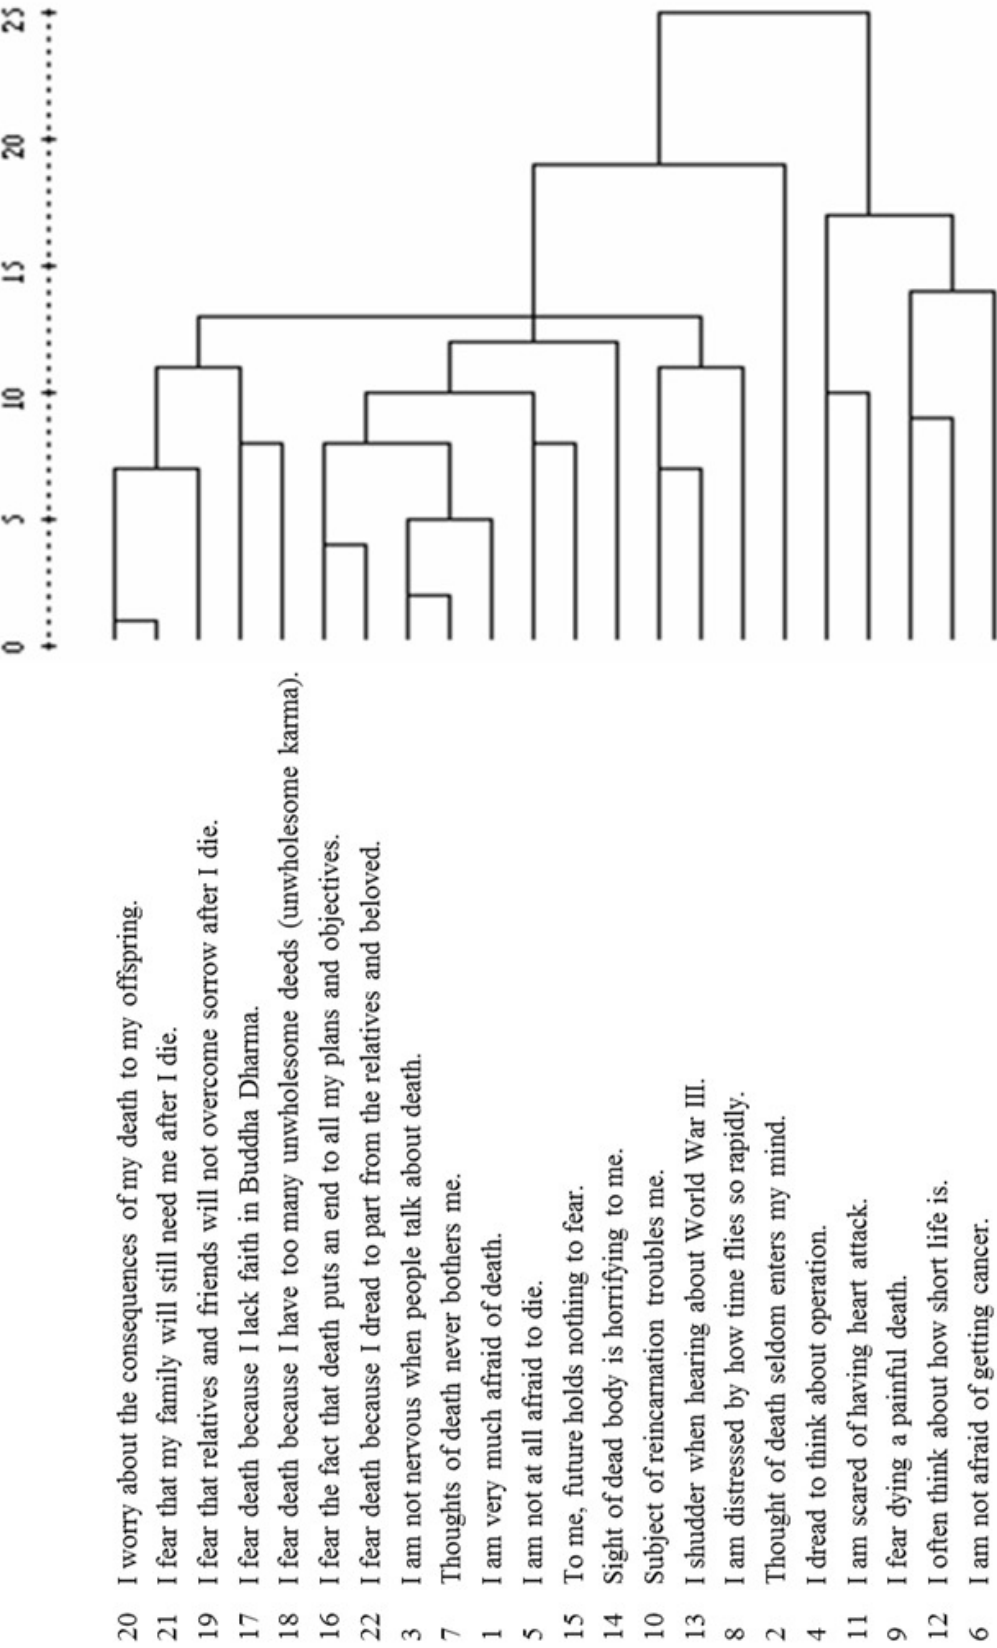 0 5 10 15 20 25
20 I worry about the consequences of my death to my offspring.
21 I fear that my family will still need me after I die.
19 I fear that relatives and friends will not overcome sorrow after I die.
17 I fear death because I lack faith in Buddha Dharma.
18 I fear death because I have too many unwholesome deeds (unwholesome karma).
16 I fear the fact that death puts an end to all my plans and objectives.
22 I fear death because I dread to part from the relatives and beloved.
3 I am not nervous when people talk about death.
7 Thoughts of death never bothers me.
1 I am very much afraid of death.
5 I am not at all afraid to die.
15 To me, future holds nothing to fear.
14 Sight of dead body is horrifying to me.
10 Subject of reincarnation troubles me.
13 I shudder when hearing about World War III.
8 I am distressed by how time flies so rapidly.
2 Thought of death seldom enters my mind.
4 I dread to think about operation.
11 I am scared of having heart attack.
9 I fear dying a painful death.
12 I often think about how short life is.
6 I am not afraid of getting cancer.